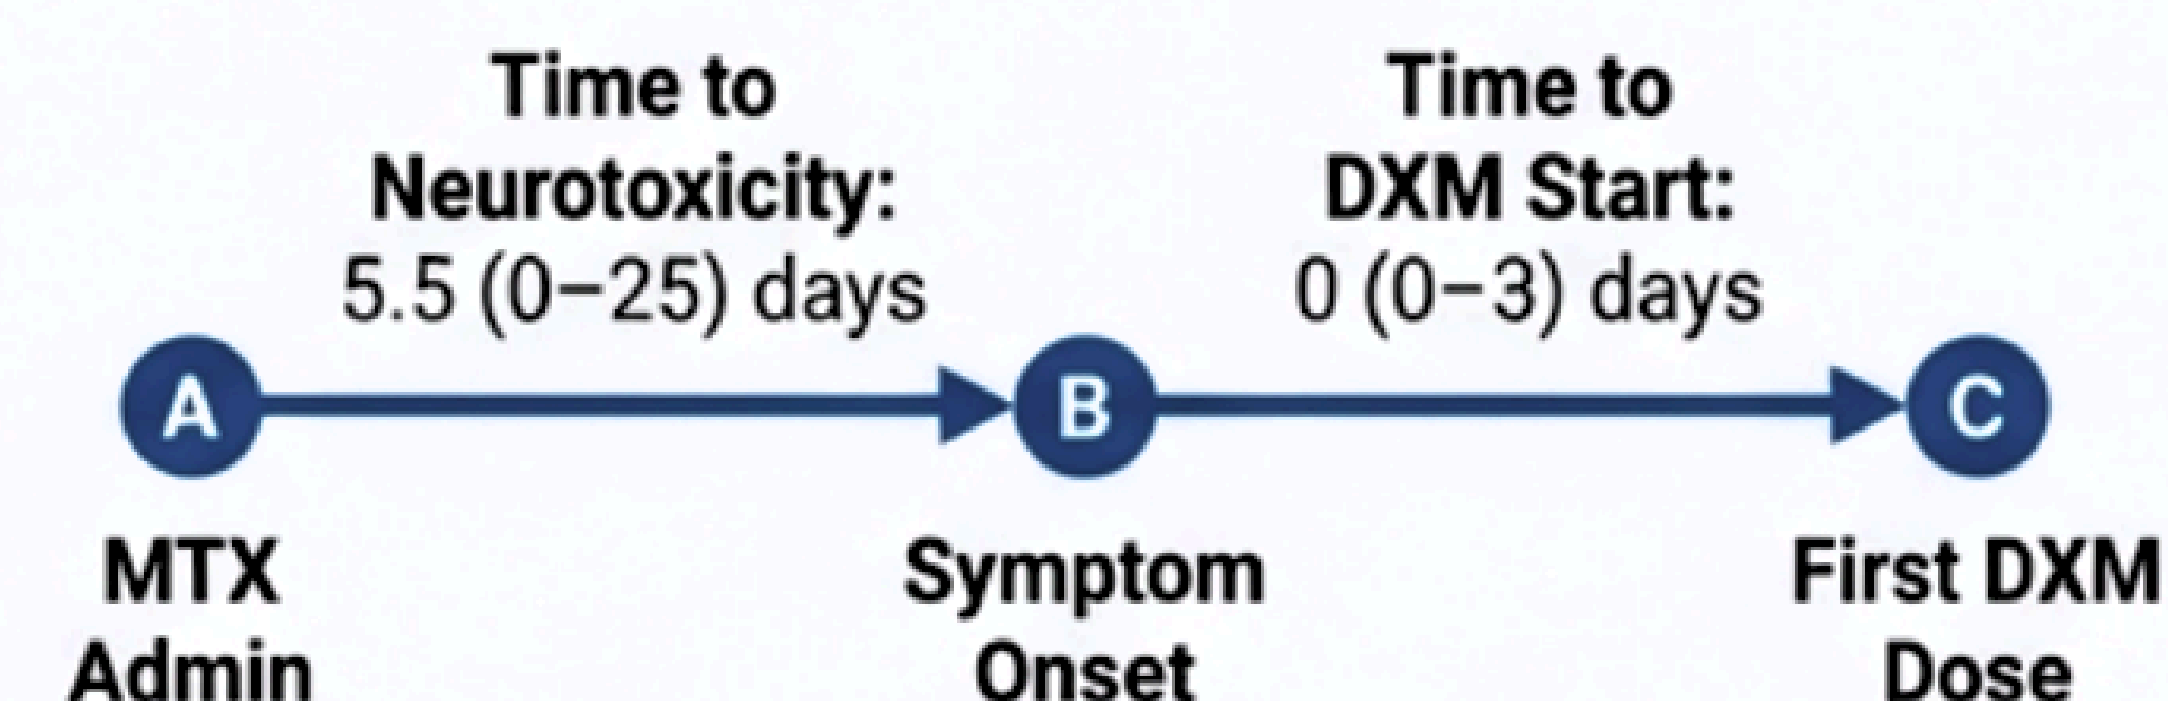 Time to
Neurotoxicity:
5.5 (0–25) days
Time to
DXM Start:
0 (0–3) days
A
B
C
MTX
Admin
Symptom
Onset
First DXM
Dose